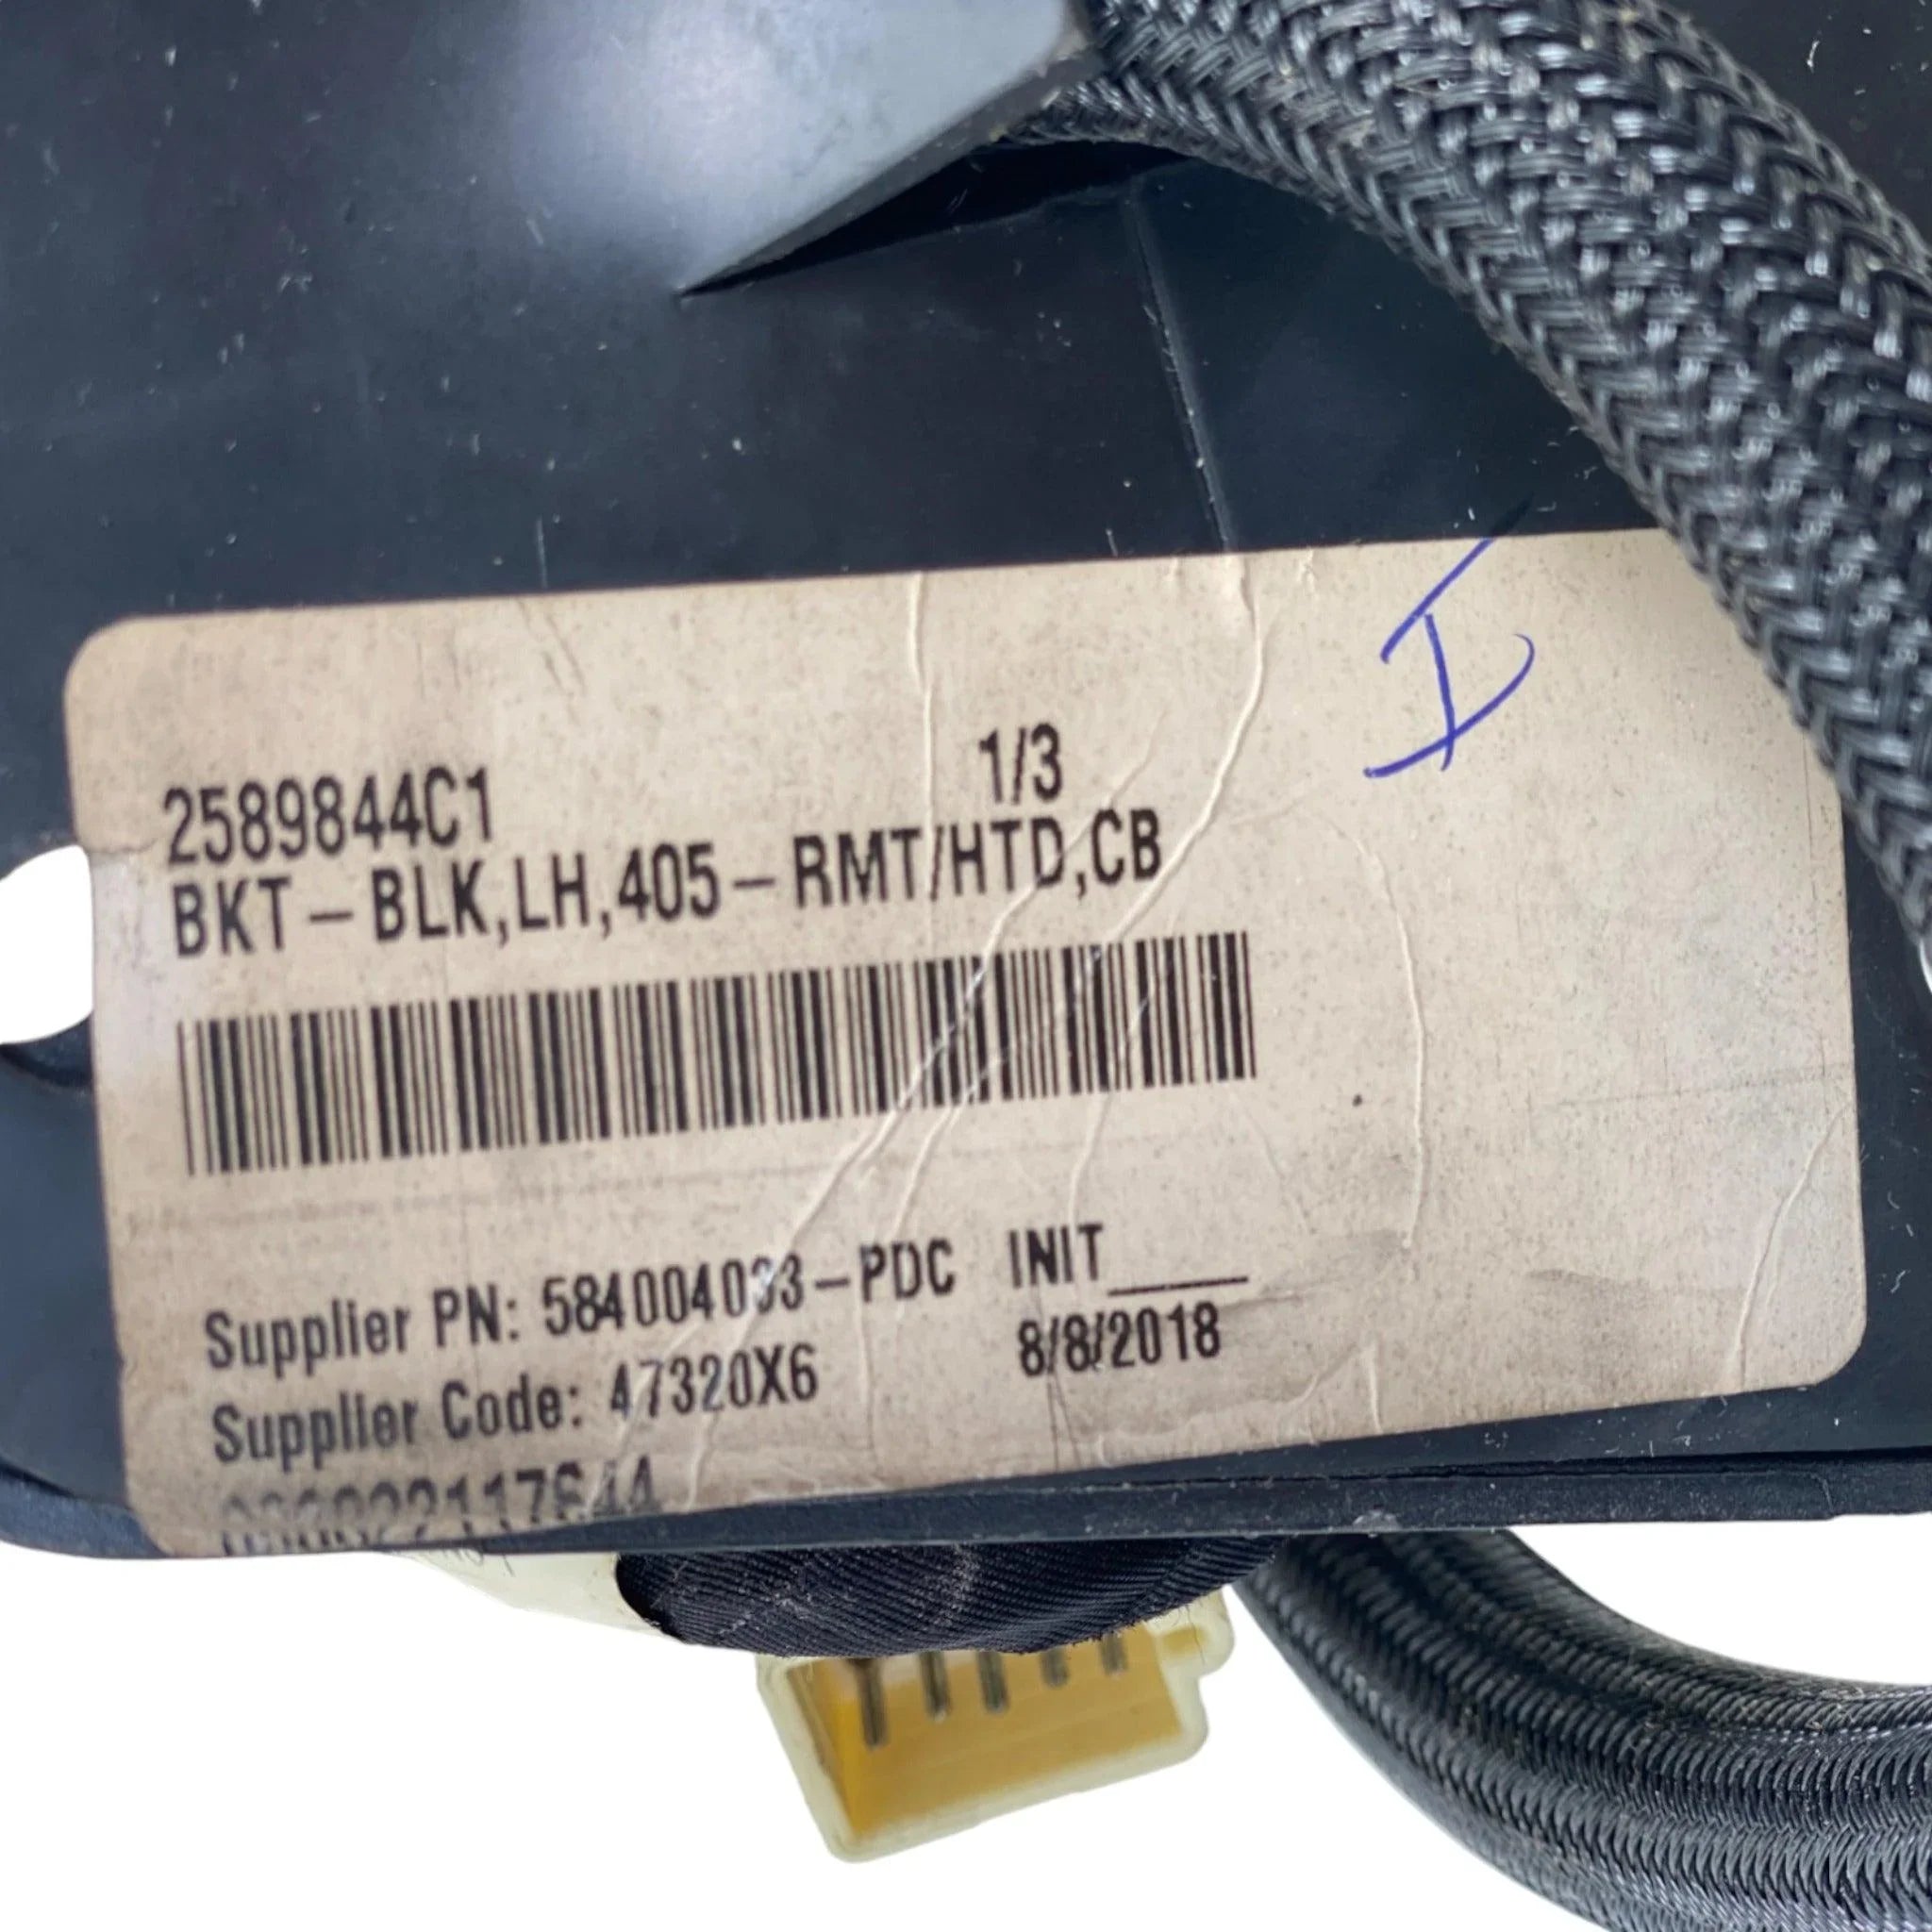 2589844C1 1/3
BKT-BLK,LH,405-RMT/HTD,CB
Supplier PN: 584004033-PDC INIT____
Supplier Code: 47320X6 8/8/2018